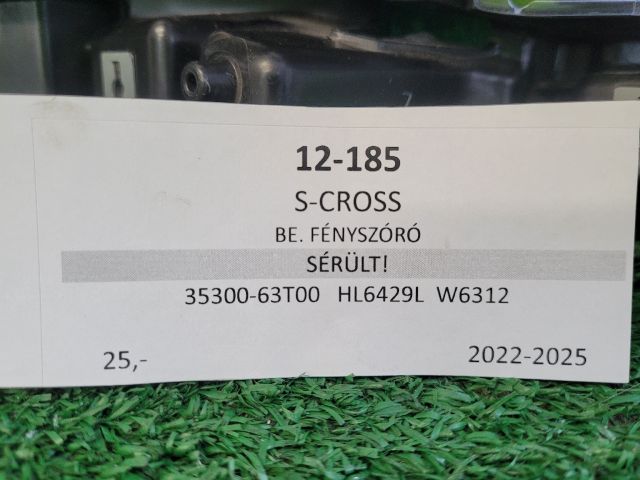 12-185
S-CROSS
BE. FÉNYSZÓRÓ
SÉRÜLT!
35300-63T00 HL6429L W6312
25,- 2022-2025